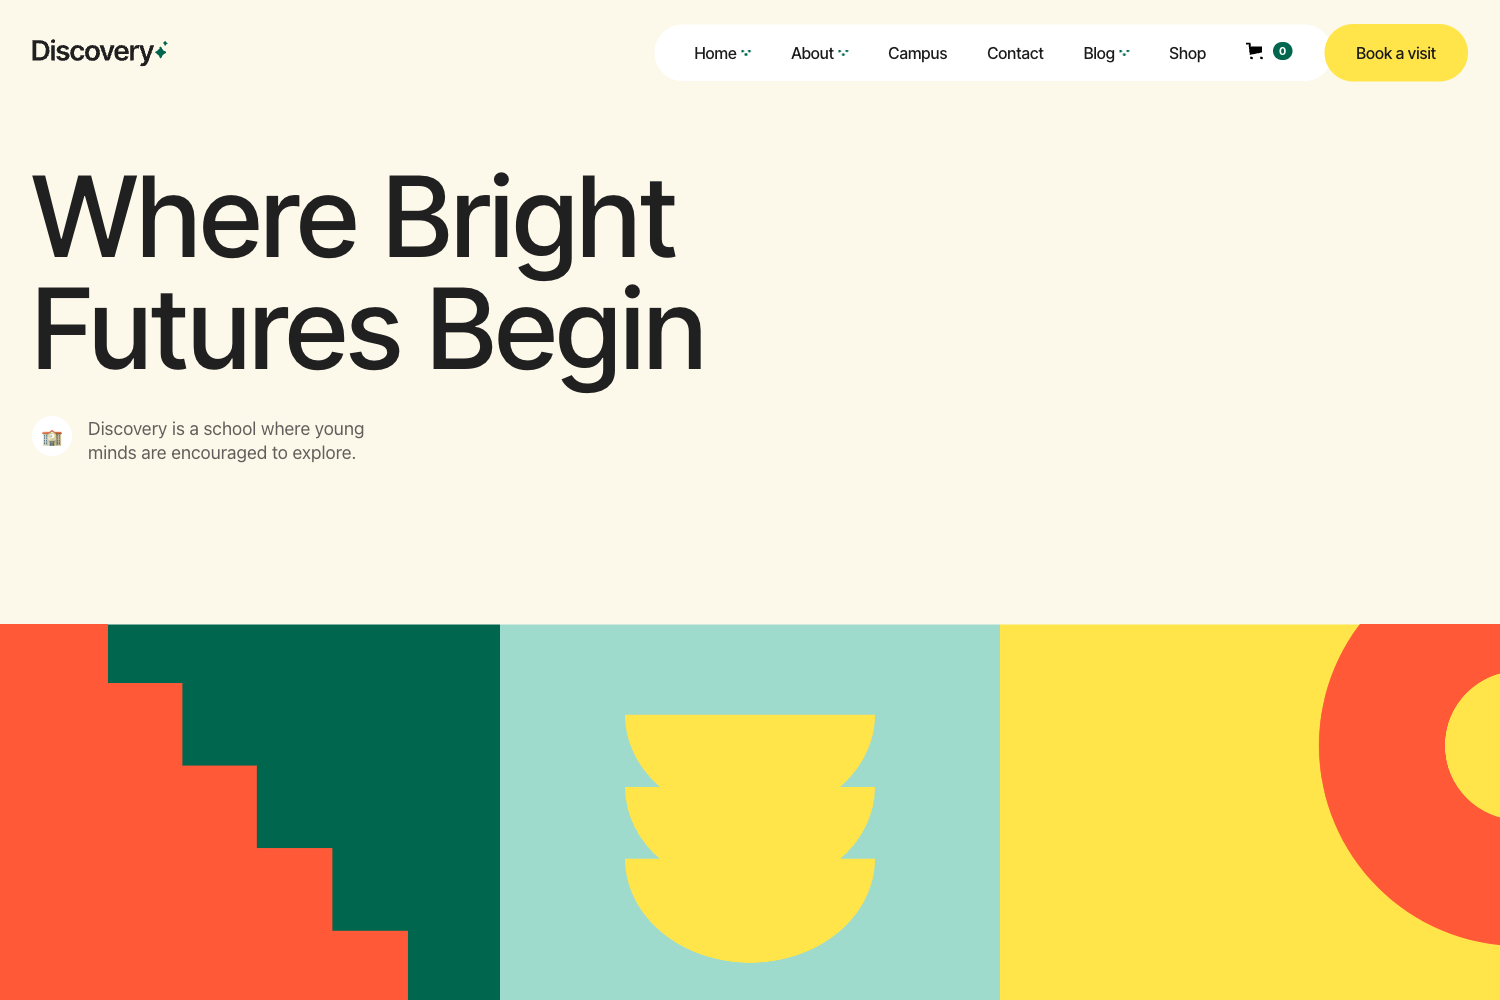 Discovery
Home About Campus Contact Blog Shop 0 Book a visit
Where Bright
Futures Begin
Discovery is a school where young
minds are encouraged to explore.